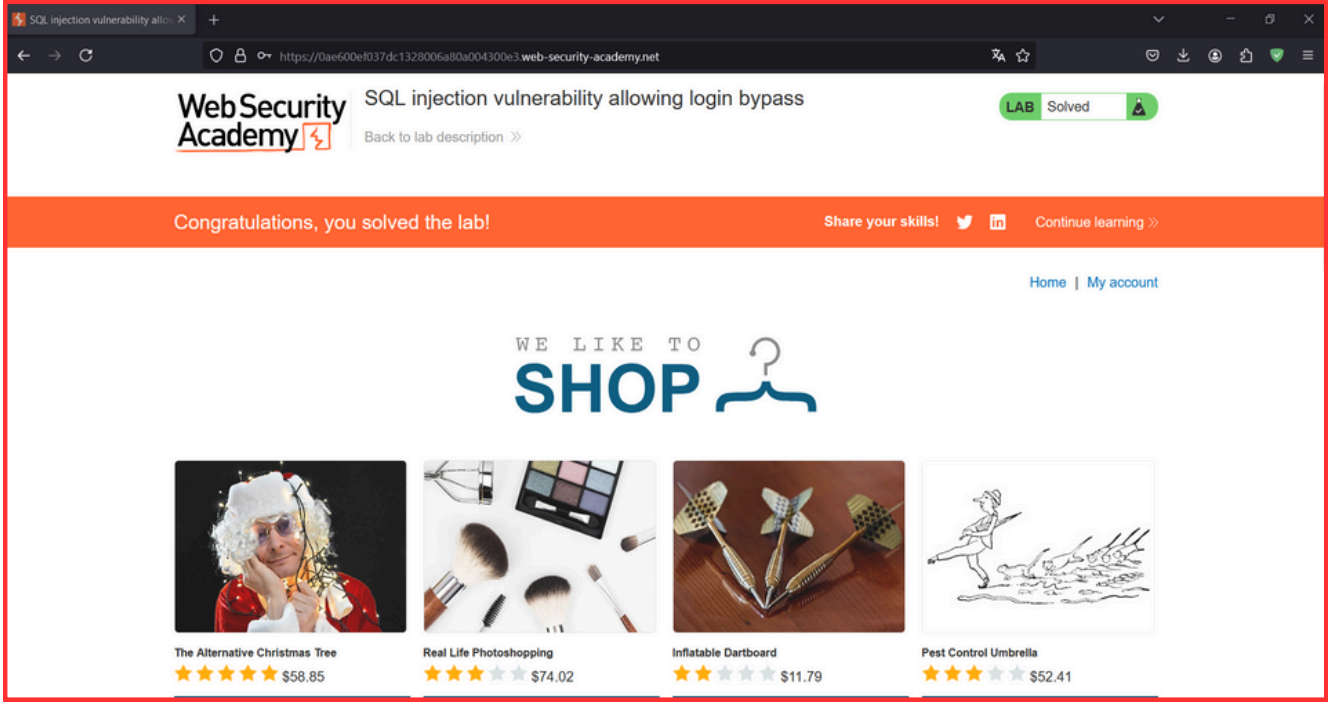 SQL injection vulnerability allow
https://0ae600ef037dc1328006a80a004300e3.web-security-academy.net
WebSecurity
Academy
SQL injection vulnerability allowing login bypass
Back to lab description
LAB Solved
Congratulations, you solved the lab!
Share your skills!
Continue learning
Home | My account
WE LIKE TO
SHOP
The Alternative Christmas Tree
$58.85
Real Life Photoshopping
$74.02
Inflatable Dartboard
$11.79
Pest Control Umbrella
$52.41